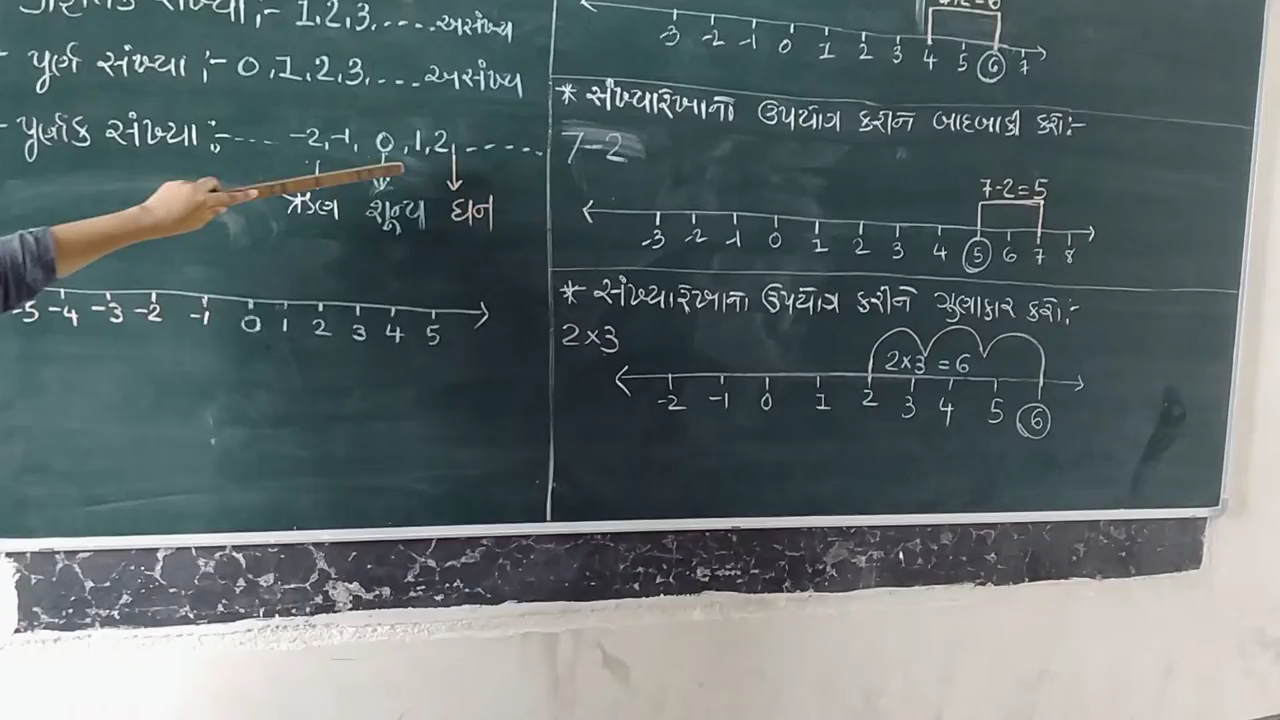 સંખ્યા :- 1,2,3, ..... અસંખ્ય
- પૂર્ણ સંખ્યા :- 0,1,2,3, .... અસંખ્ય
- પૂર્ણાંક સંખ્યા :- ---- -2,-1, 0 ,1,2, ------
ઋણ શૂન્ય ધન
-5 -4 -3 -2 -1 0 1 2 3 4 5
-3 -2 -1 0 1 2 3 4 5 6 7
* સંખ્યારેખાનો ઉપયોગ કરીને બાદબાકી કરો:-
7-2
7-2=5
-3 -2 -1 0 1 2 3 4 5 6 7 8
* સંખ્યારેખાનો ઉપયોગ કરીને ગુણાકાર કરો:-
2×3
2×3 =6
-2 -1 0 1 2 3 4 5 6